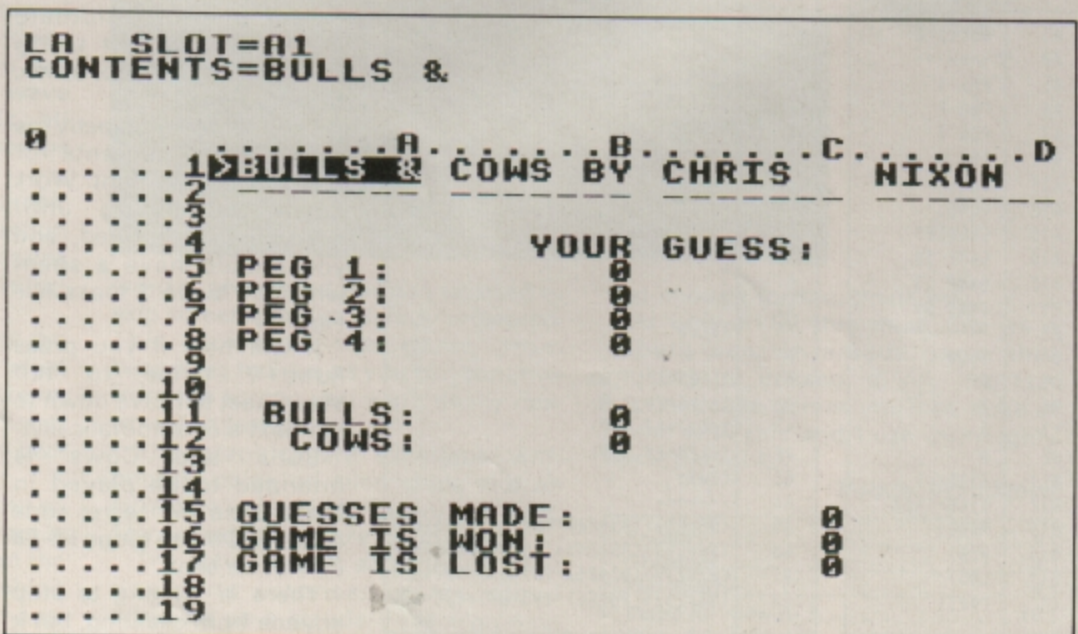 LA   SLOT=A1
CONTENTS=BULLS &
0 .......A.......B.......C.......D
......1>BULLS &  COWS BY  CHRIS    NIXON
......2 -------- -------- -------- --------
......3
......4              YOUR GUESS:
......5 PEG 1:          0
......6 PEG 2:          0
......7 PEG 3:          0
......8 PEG 4:          0
......9
.....10
.....11  BULLS:         0
.....12   COWS:         0
.....13
.....14
.....15 GUESSES  MADE:           0
.....16 GAME IS  WON:            0
.....17 GAME IS  LOST:           0
.....18
.....19